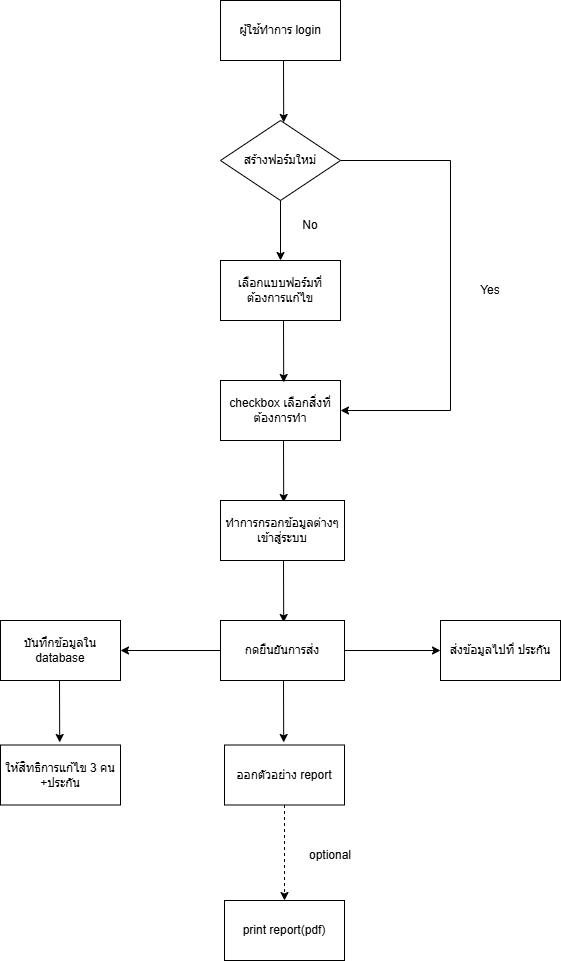 ผู้ใช้ทำการ login
สร้างฟอร์มใหม่
No
Yes
เลือกแบบฟอร์มที่
ต้องการแก้ไข
checkbox เลือกสิ่งที่
ต้องการทำ
ทำการกรอกข้อมูลต่างๆ
เข้าสู่ระบบ
บันทึกข้อมูลใน
database
กดยืนยันการส่ง
ส่งข้อมูลไปที่ ประกัน
ให้สิทธิการแก้ไข 3 คน
+ประกัน
ออกตัวอย่าง report
optional
print report(pdf)